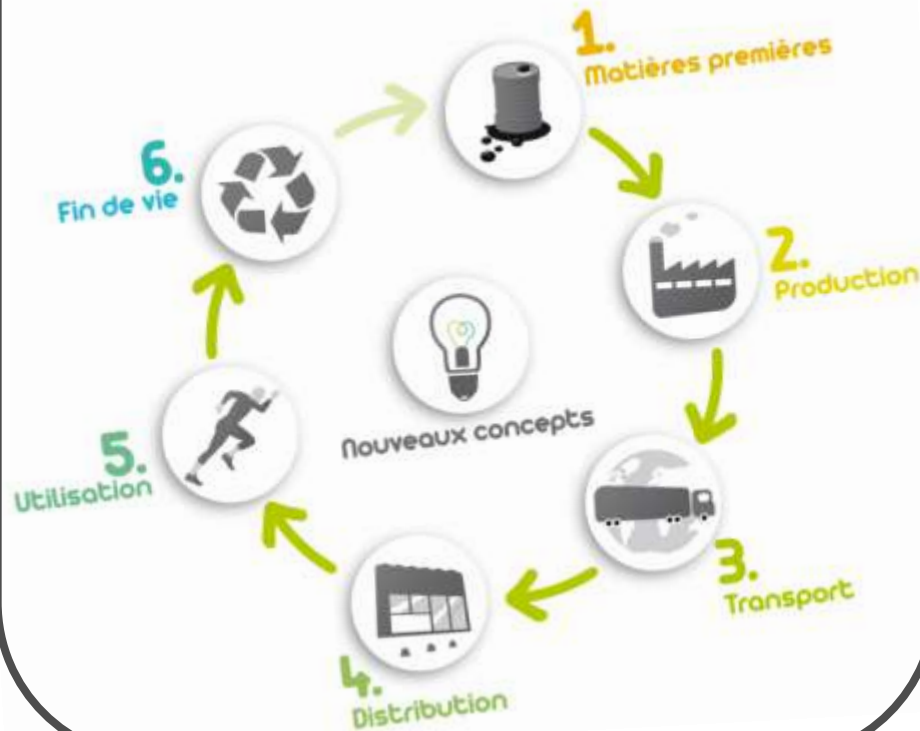 1.
Matières premières
2.
Production
3.
Transport
4.
Distribution
5.
Utilisation
6.
Fin de vie
Nouveaux concepts